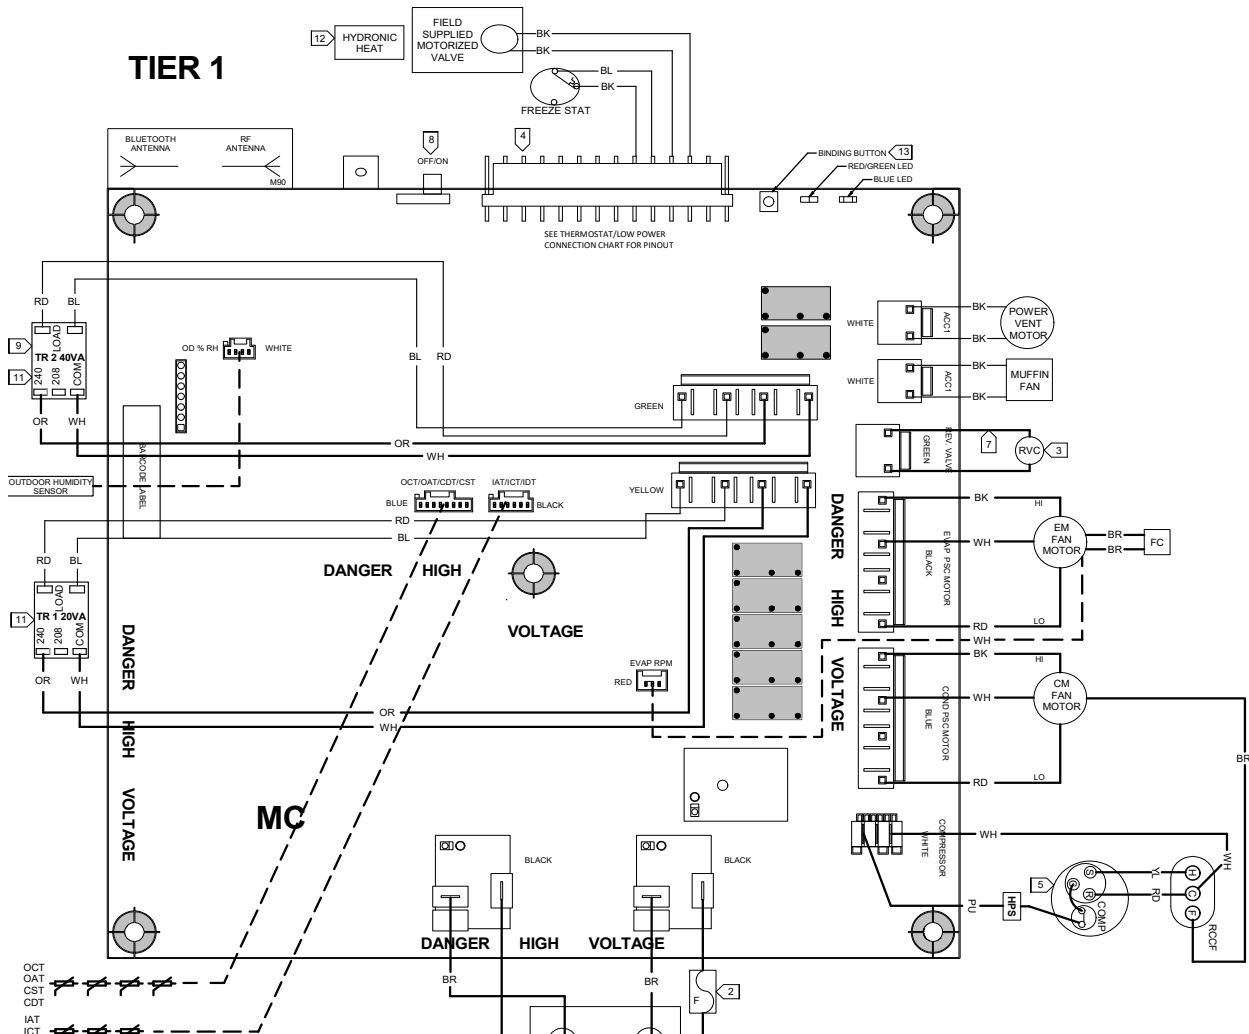 TIER 1
12
HYDRONIC
HEAT
FIELD
SUPPLIED
MOTORIZED
VALVE
BK
BK
BL
BK
FREEZE STAT
BLUETOOTH
ANTENNA
RF
ANTENNA
M90
8
OFF/ON
4
BINDING BUTTON
13
RED/GREEN LED
BLUE LED
SEE THERMOSTAT/LOW POWER
CONNECTION CHART FOR PINOUT
RD
BL
9
LOAD
TR 2 40VA
11
240
208
COM
OR
WH
OD % RH
WHITE
BL
RD
GREEN
OR
WH
BARCODE LABEL
OUTDOOR HUMIDITY
SENSOR
WHITE
ACC1
BK
BK
POWER
VENT
MOTOR
WHITE
ACC1
BK
BK
MUFFIN
FAN
REV. VALVE
GREEN
7
RVC
3
OCT/OAT/CDT/CST
IAT/ICT/IDT
BLUE
BLACK
YELLOW
RD
BL
RD
BL
11
LOAD
TR 1 20VA
240
208
COM
OR
WH
DANGER HIGH
VOLTAGE
DANGER HIGH VOLTAGE
DANGER HIGH VOLTAGE
EVAP PSC MOTOR
BLACK
BK
HI
WH
EM
FAN
MOTOR
BR
BR
FC
RD
LO
WH
EVAP RPM
RED
OR
WH
COND PSC MOTOR
BLUE
BK
HI
WH
CM
FAN
MOTOR
RD
LO
BR
MC
BLACK
BLACK
COMPRESSOR
WHITE
WH
WH
PU
HPS
5
S
R
COMP
YL
RD
H
C
F
RCCF
DANGER HIGH VOLTAGE
BR
BR
F
2
OCT
OAT
CST
CDT
IAT
ICT